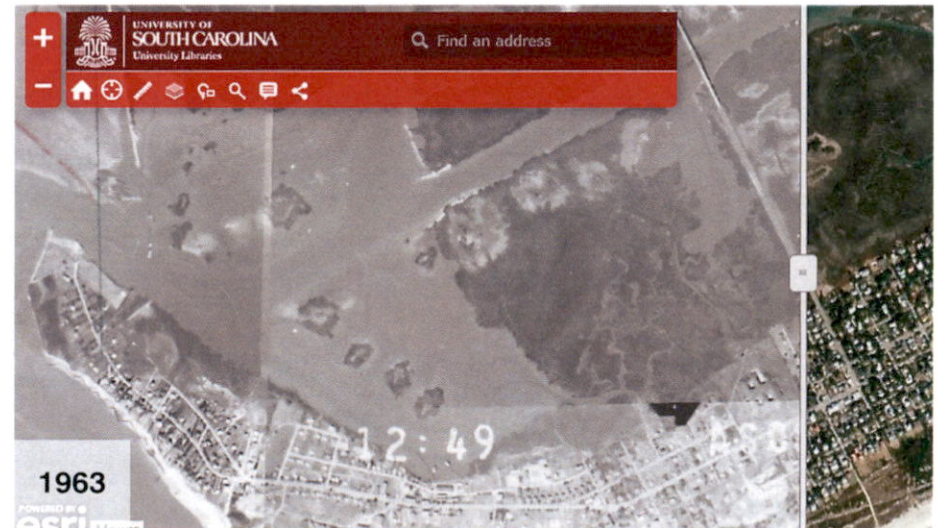 +
UNIVERSITY OF
SOUTH CAROLINA
University Libraries
Find an address
−
12:49
1963
POWERED BY
esri